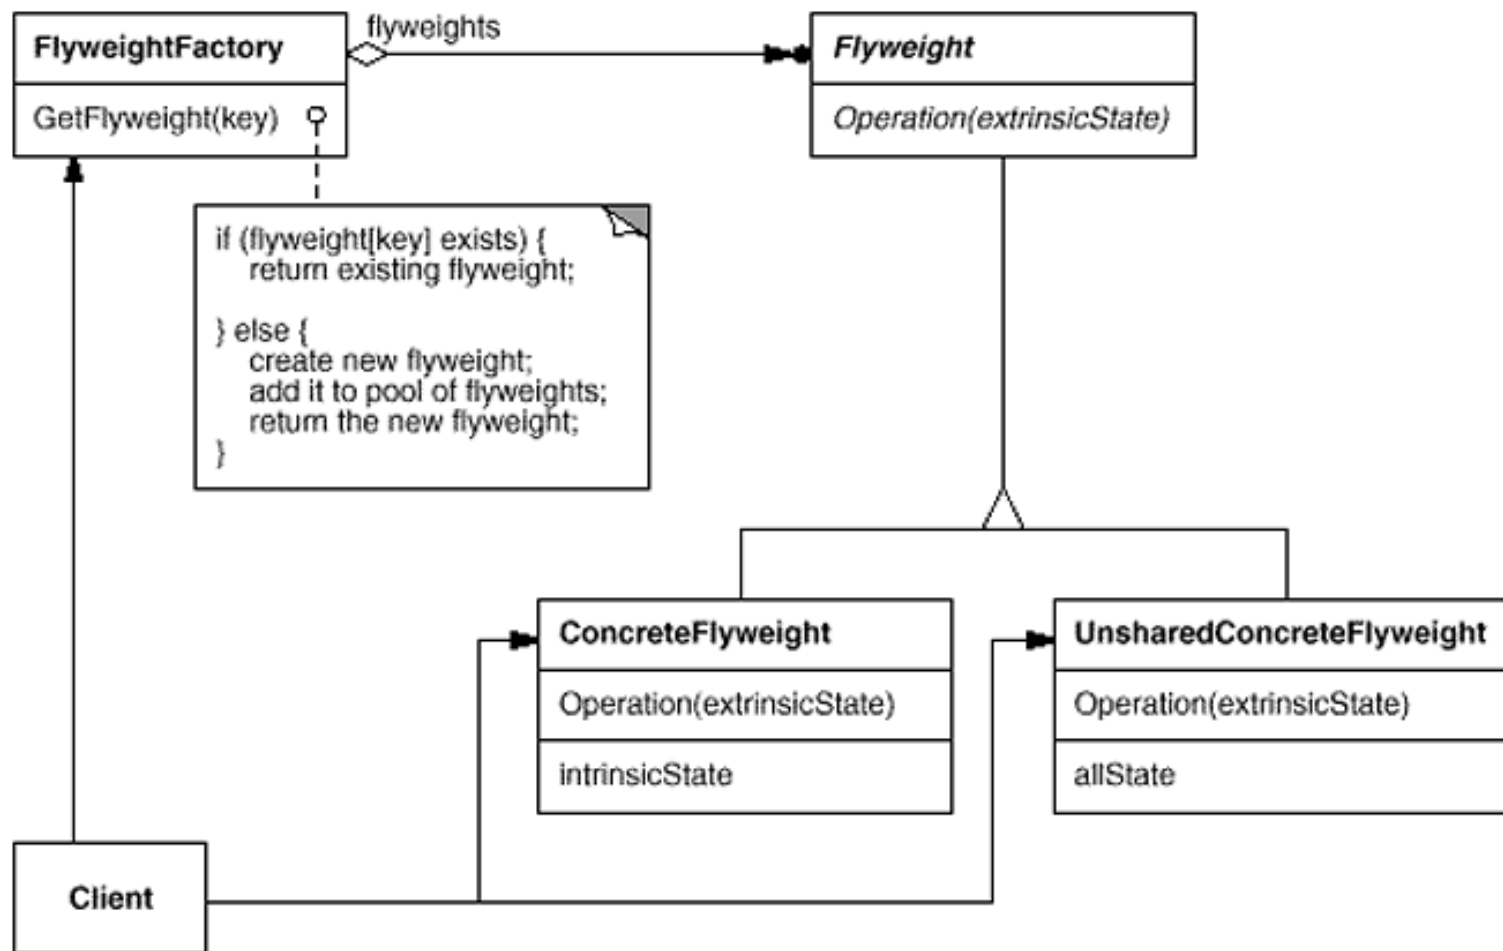 FlyweightFactory
GetFlyweight(key)
flyweights
Flyweight
Operation(extrinsicState)
if (flyweight[key] exists) {
return existing flyweight;
} else {
create new flyweight;
add it to pool of flyweights;
return the new flyweight;
}
ConcreteFlyweight
Operation(extrinsicState)
intrinsicState
UnsharedConcreteFlyweight
Operation(extrinsicState)
allState
Client